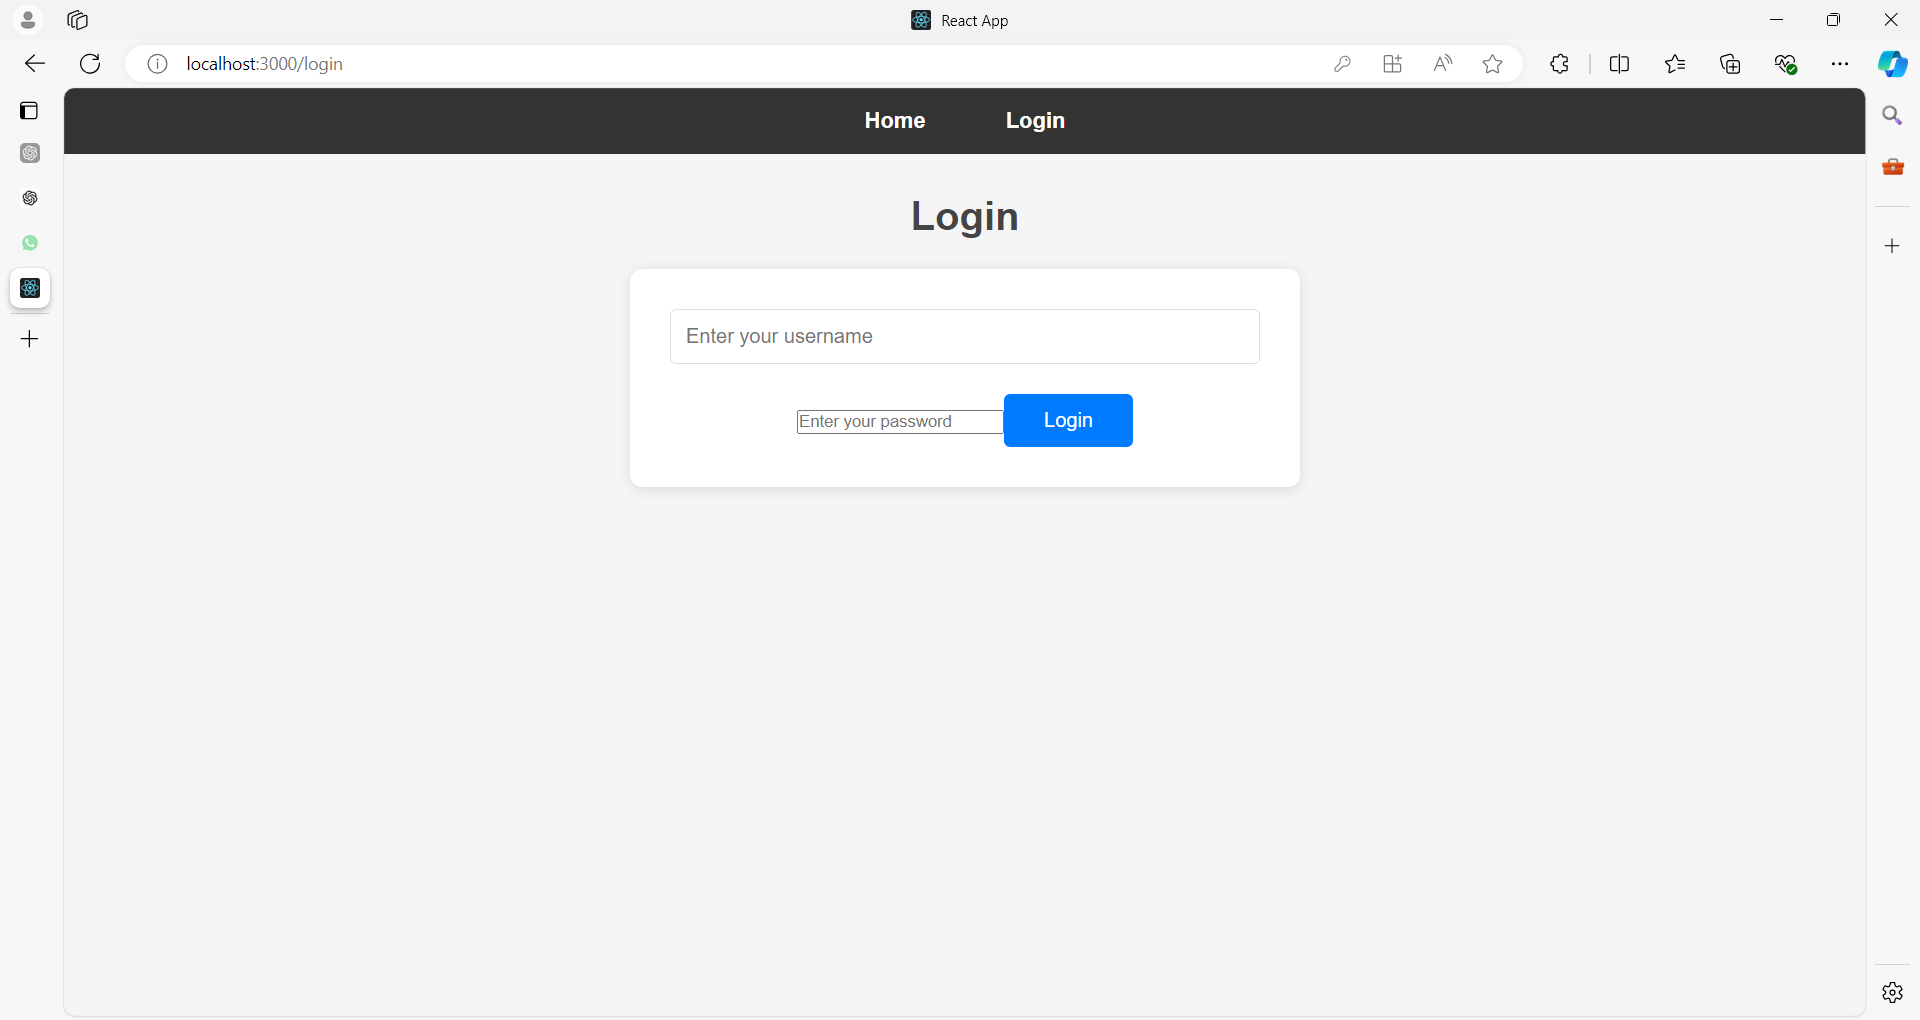 React App
localhost:3000/login
Home Login
Login
Enter your username
Enter your password Login